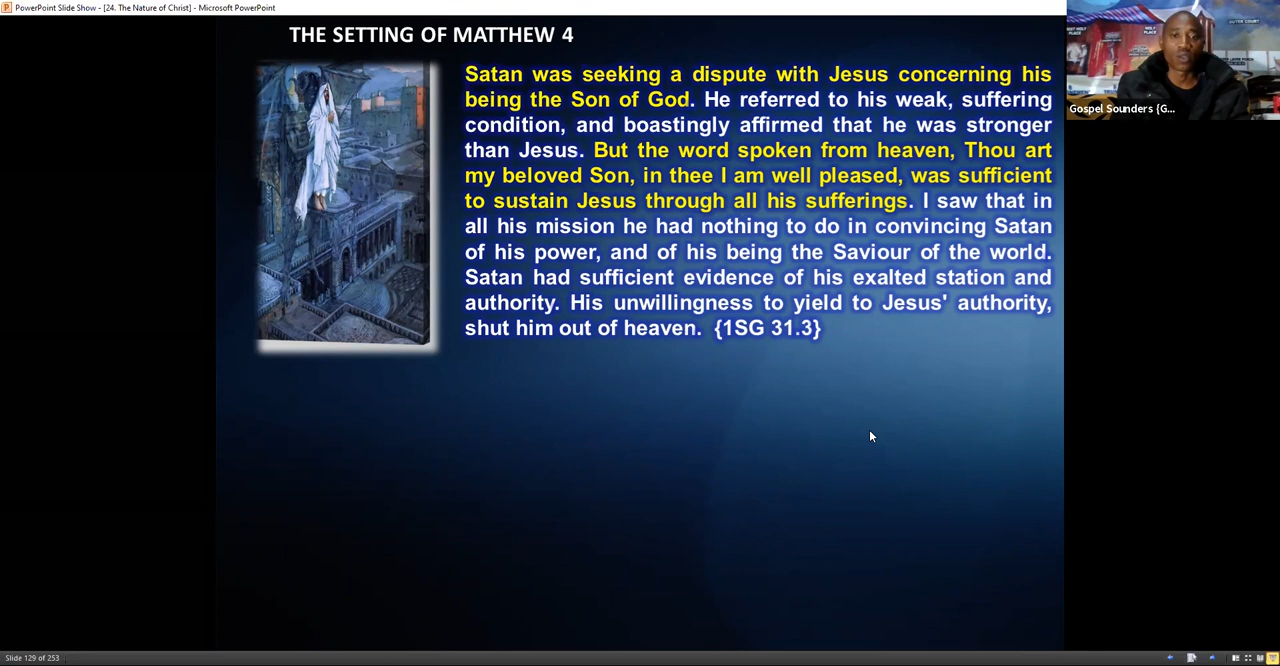 PowerPoint Slide Show - [24. The Nature of Christ] - Microsoft PowerPoint
THE SETTING OF MATTHEW 4
Satan was seeking a dispute with Jesus concerning his
being the Son of God. He referred to his weak, suffering
condition, and boastingly affirmed that he was stronger
than Jesus. But the word spoken from heaven, Thou art
my beloved Son, in thee I am well pleased, was sufficient
to sustain Jesus through all his sufferings. I saw that in
all his mission he had nothing to do in convincing Satan
of his power, and of his being the Saviour of the world.
Satan had sufficient evidence of his exalted station and
authority. His unwillingness to yield to Jesus' authority,
shut him out of heaven. {1SG 31.3}
OUTER COURT
HOLY
PLACE
PLACE
Gospel Sounders {G...
Slide 129 of 253